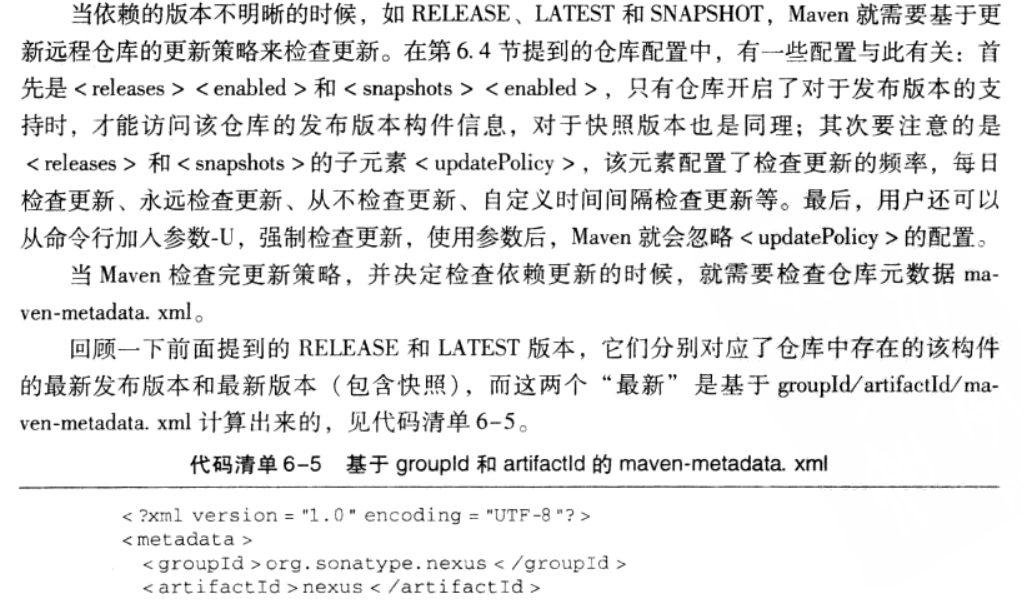 当依赖的版本不明晰的时候，如 RELEASE、LATEST 和 SNAPSHOT，Maven 就需要基于更
新远程仓库的更新策略来检查更新。在第 6.4 节提到的仓库配置中，有一些配置与此有关：首
先是 <releases> <enabled> 和 <snapshots> <enabled>，只有仓库开启了对于发布版本的支
持时，才能访问该仓库的发布版本构件信息，对于快照版本也是同理；其次要注意的是
<releases> 和 <snapshots> 的子元素 <updatePolicy>，该元素配置了检查更新的频率，每日
检查更新、永远检查更新、从不检查更新、自定义时间间隔检查更新等。最后，用户还可以
从命令行加入参数-U，强制检查更新，使用参数后，Maven 就会忽略 <updatePolicy> 的配置。
当 Maven 检查完更新策略，并决定检查依赖更新的时候，就需要检查仓库元数据 ma-
ven-metadata. xml。
回顾一下前面提到的 RELEASE 和 LATEST 版本，它们分别对应了仓库中存在的该构件
的最新发布版本和最新版本（包含快照），而这两个“最新”是基于 groupId/artifactId/ma-
ven-metadata. xml 计算出来的，见代码清单 6-5。
代码清单 6-5 基于 groupId 和 artifactId 的 maven-metadata. xml
<?xml version = "1.0" encoding = "UTF-8"? >
<metadata >
<groupId >org.sonatype.nexus < /groupId >
<artifactId >nexus < /artifactId >